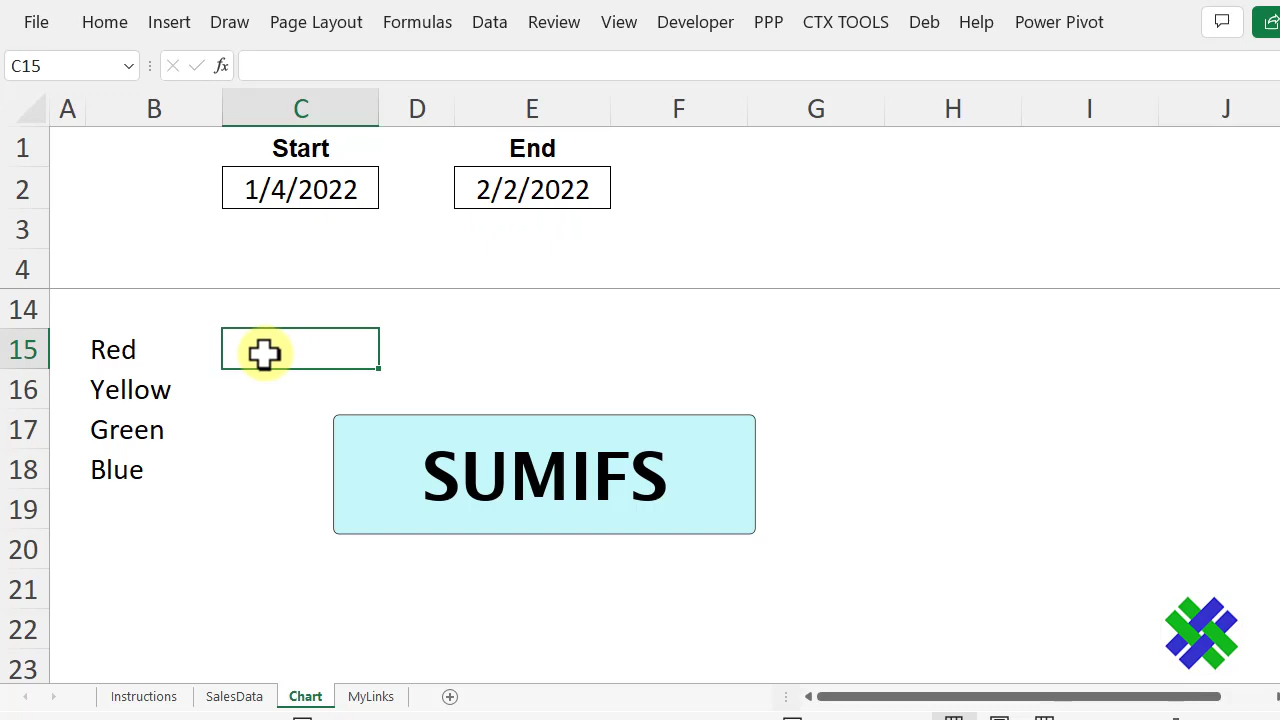 File Home Insert Draw Page Layout Formulas Data Review View Developer PPP CTX TOOLS Deb Help Power Pivot
C15 fx
A B C D E F G H I J
1 Start End
2 1/4/2022 2/2/2022
3
4
14
15 Red
16 Yellow
17 Green
18 Blue
SUMIFS
19
20
21
22
23
Instructions SalesData Chart MyLinks